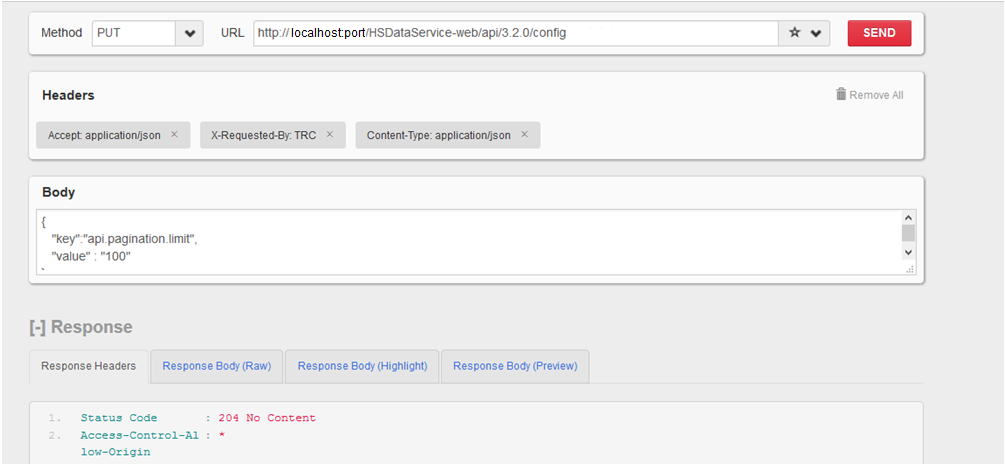 Method PUT URL http://localhost:port/HSDataService-web/api/3.2.0/config SEND
Headers Remove All
Accept: application/json × X-Requested-By: TRC × Content-Type: application/json ×
Body
{
"key":"api.pagination.limit",
"value" : "100"
[-] Response
Response Headers Response Body (Raw) Response Body (Highlight) Response Body (Preview)
1. Status Code : 204 No Content
2. Access-Control-Al : *
low-Origin